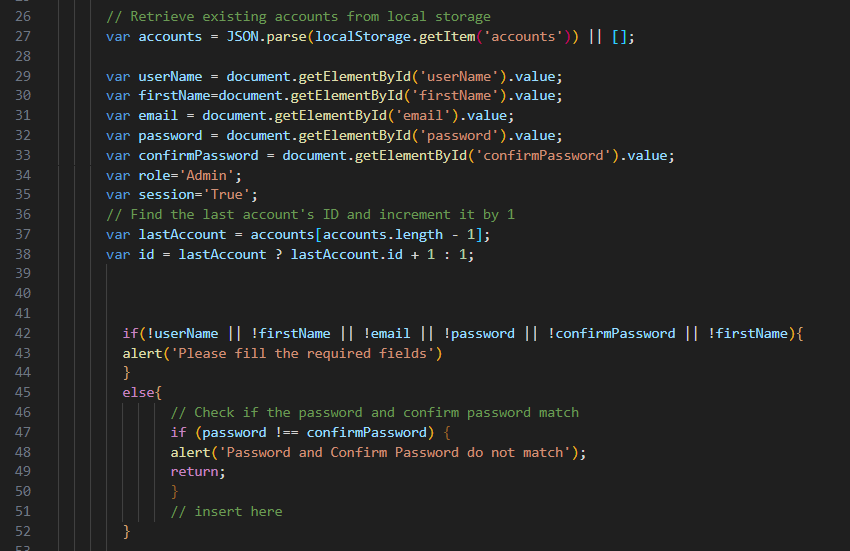 26 // Retrieve existing accounts from local storage
27 var accounts = JSON.parse(localStorage.getItem('accounts')) || [];
28
29 var userName = document.getElementById('userName').value;
30 var firstName=document.getElementById('firstName').value;
31 var email = document.getElementById('email').value;
32 var password = document.getElementById('password').value;
33 var confirmPassword = document.getElementById('confirmPassword').value;
34 var role='Admin';
35 var session='True';
36 // Find the last account's ID and increment it by 1
37 var lastAccount = accounts[accounts.length - 1];
38 var id = lastAccount ? lastAccount.id + 1 : 1;
39
40
41
42 if(!userName || !firstName || !email || !password || !confirmPassword || !firstName){
43 alert('Please fill the required fields')
44 }
45 else{
46 // Check if the password and confirm password match
47 if (password !== confirmPassword) {
48 alert('Password and Confirm Password do not match');
49 return;
50 }
51 // insert here
52 }